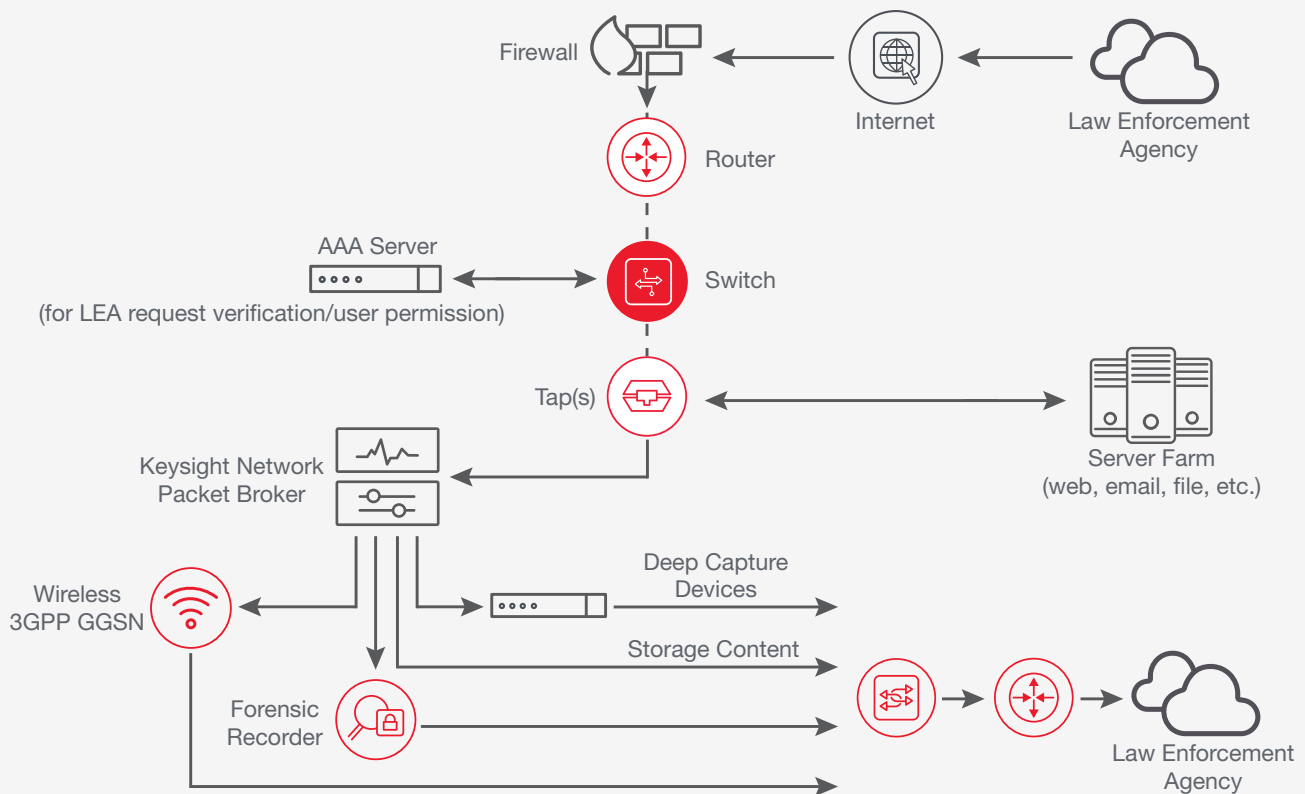 Firewall
Internet
Law Enforcement
Agency
Router
AAA Server
(for LEA request verification/user permission)
Switch
Tap(s)
Server Farm
(web, email, file, etc.)
Keysight Network
Packet Broker
Wireless
3GPP GGSN
Deep Capture
Devices
Storage Content
Forensic
Recorder
Law Enforcement
Agency